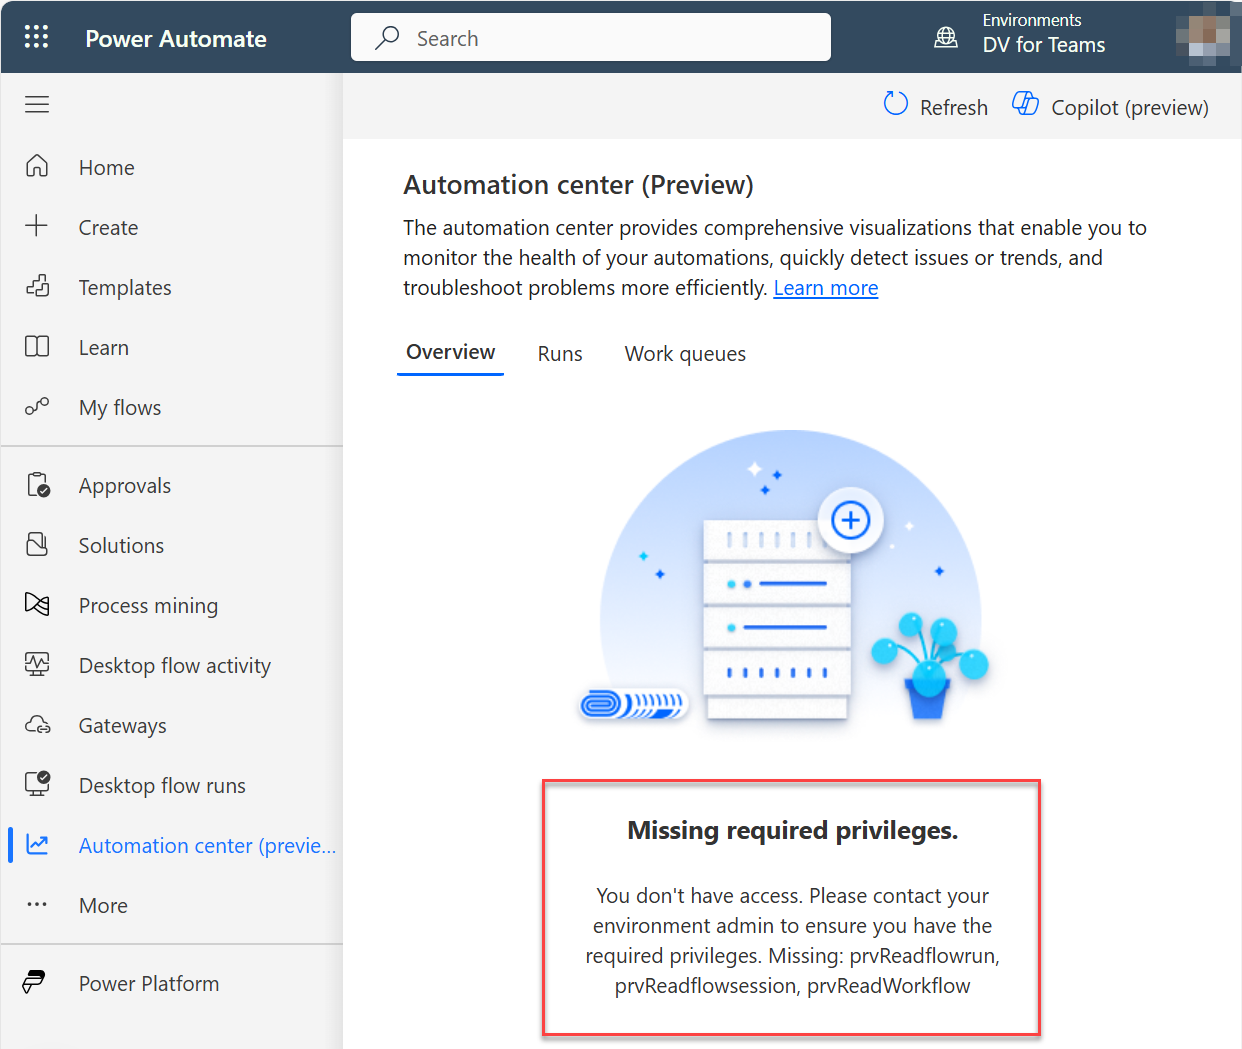 Power Automate
Search
Environments
DV for Teams
Refresh
Copilot (preview)
Home
Create
Templates
Learn
My flows
Approvals
Solutions
Process mining
Desktop flow activity
Gateways
Desktop flow runs
Automation center (previe...
More
Power Platform
Automation center (Preview)
The automation center provides comprehensive visualizations that enable you to
monitor the health of your automations, quickly detect issues or trends, and
troubleshoot problems more efficiently. Learn more
Overview
Runs
Work queues
Missing required privileges.
You don't have access. Please contact your
environment admin to ensure you have the
required privileges. Missing: prvReadflowrun,
prvReadflowsession, prvReadWorkflow